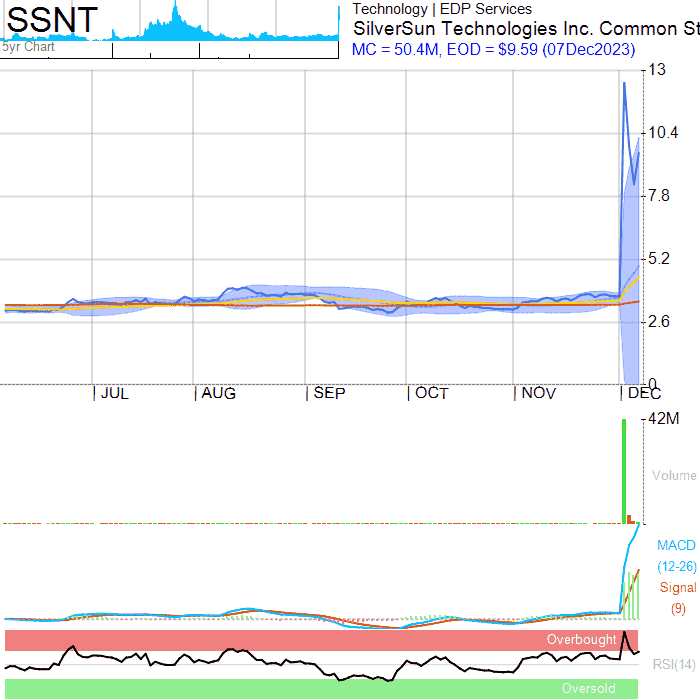 SSNT
5yr Chart
Technology | EDP Services
SilverSun Technologies Inc. Common St
MC = 50.4M, EOD = $9.59 (07Dec2023)
13
10.4
7.8
5.2
2.6
0
JUL
AUG
SEP
OCT
NOV
DEC
42M
Volume
MACD
(12-26)
Signal
(9)
Overbought
RSI(14)
Oversold